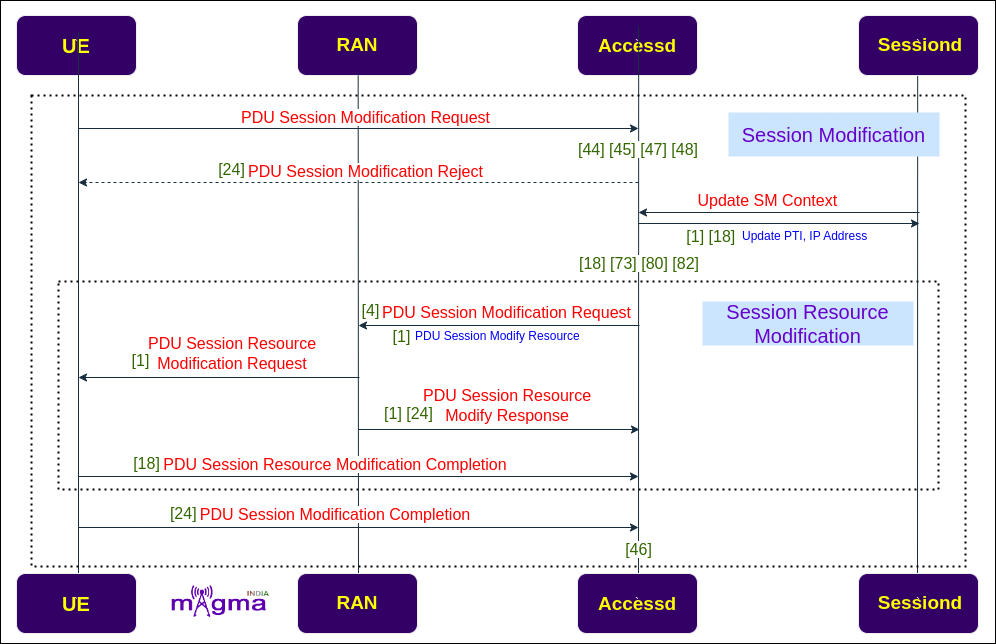 UE
RAN
Accessd
Sessiond
PDU Session Modification Request
Session Modification
[44] [45] [47] [48]
[24] PDU Session Modification Reject
Update SM Context
[1] [18] Update PTI, IP Address
[18] [73] [80] [82]
[4] PDU Session Modification Request
Session Resource
Modification
[1] PDU Session Modify Resource
PDU Session Resource
[1] Modification Request
PDU Session Resource
[1] [24] Modify Response
[18] PDU Session Resource Modification Completion
[24] PDU Session Modification Completion
[46]
UE
INDIA
magma
RAN
Accessd
Sessiond